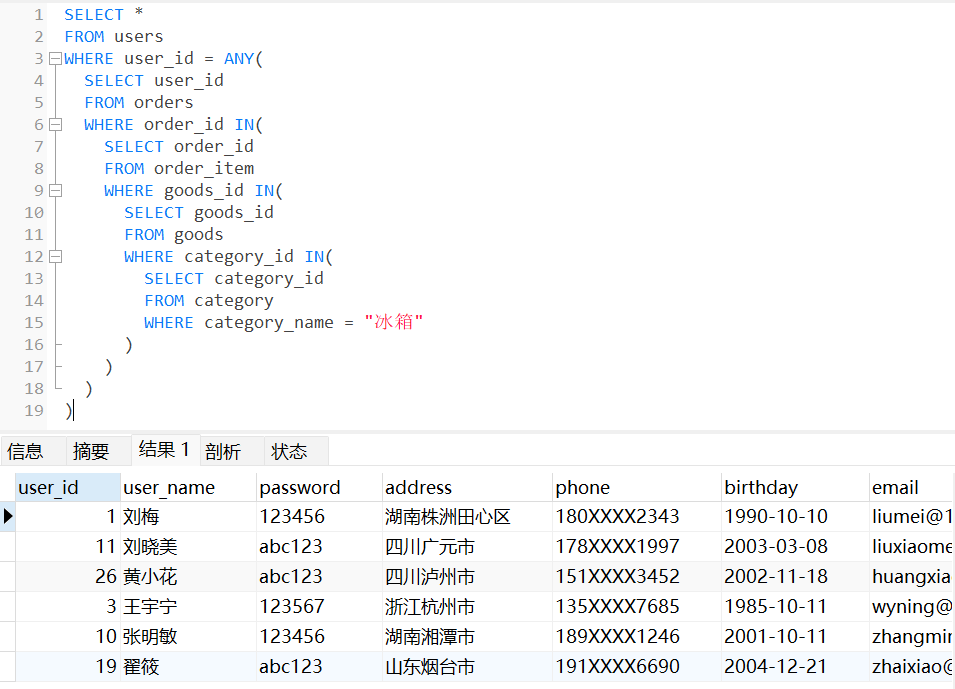 1 SELECT *
2 FROM users
3 WHERE user_id = ANY(
4 SELECT user_id
5 FROM orders
6 WHERE order_id IN(
7 SELECT order_id
8 FROM order_item
9 WHERE goods_id IN(
10 SELECT goods_id
11 FROM goods
12 WHERE category_id IN(
13 SELECT category_id
14 FROM category
15 WHERE category_name = "冰箱"
16 )
17 )
18 )
19 )
信息 摘要 结果 1 剖析 状态
user_id user_name password address phone birthday email
1 刘梅 123456 湖南株洲田心区 180XXXX2343 1990-10-10 liumei@1
11 刘晓美 abc123 四川广元市 178XXXX1997 2003-03-08 liuxiaome
26 黄小花 abc123 四川泸州市 151XXXX3452 2002-11-18 huangxia
3 王宇宁 123567 浙江杭州市 135XXXX7685 1985-10-11 wyning@
10 张明敏 123456 湖南湘潭市 189XXXX1246 2001-10-11 zhangmin
19 翟筱 abc123 山东烟台市 191XXXX6690 2004-12-21 zhaixiao@